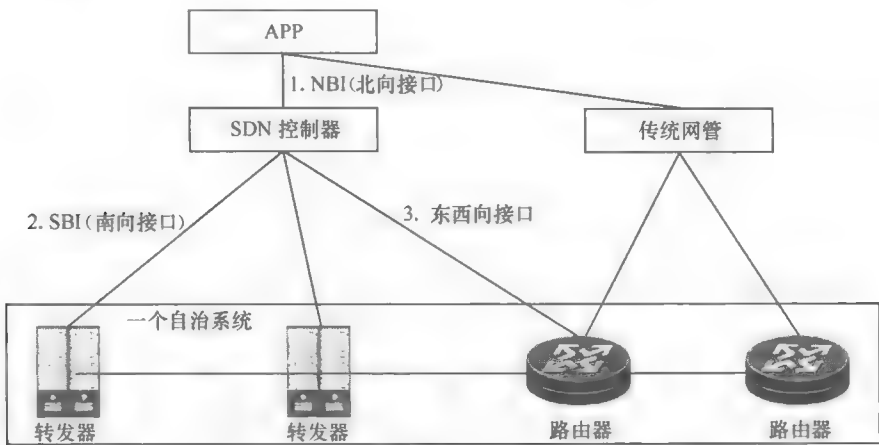 APP
1. NBI(北向接口)
SDN 控制器
传统网管
2. SBI(南向接口)
3. 东西向接口
一个自治系统
转发器
转发器
路由器
路由器